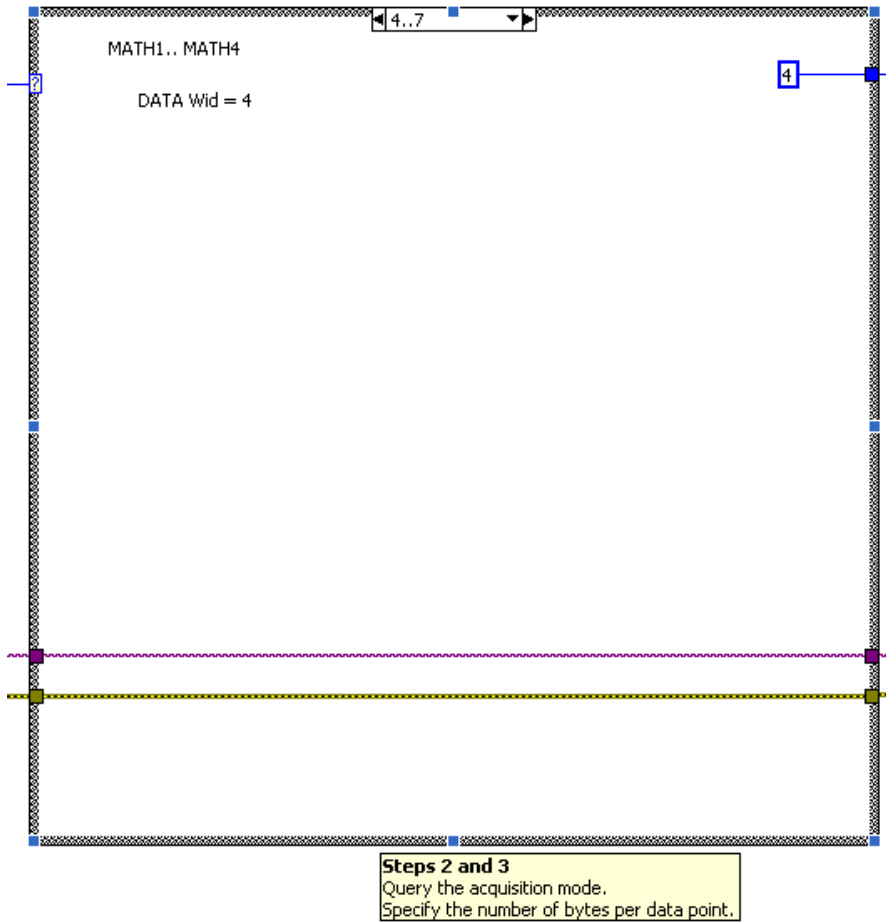 4..7
MATH1.. MATH4
?
4
DATA Wid = 4
Steps 2 and 3
Query the acquisition mode.
Specify the number of bytes per data point.